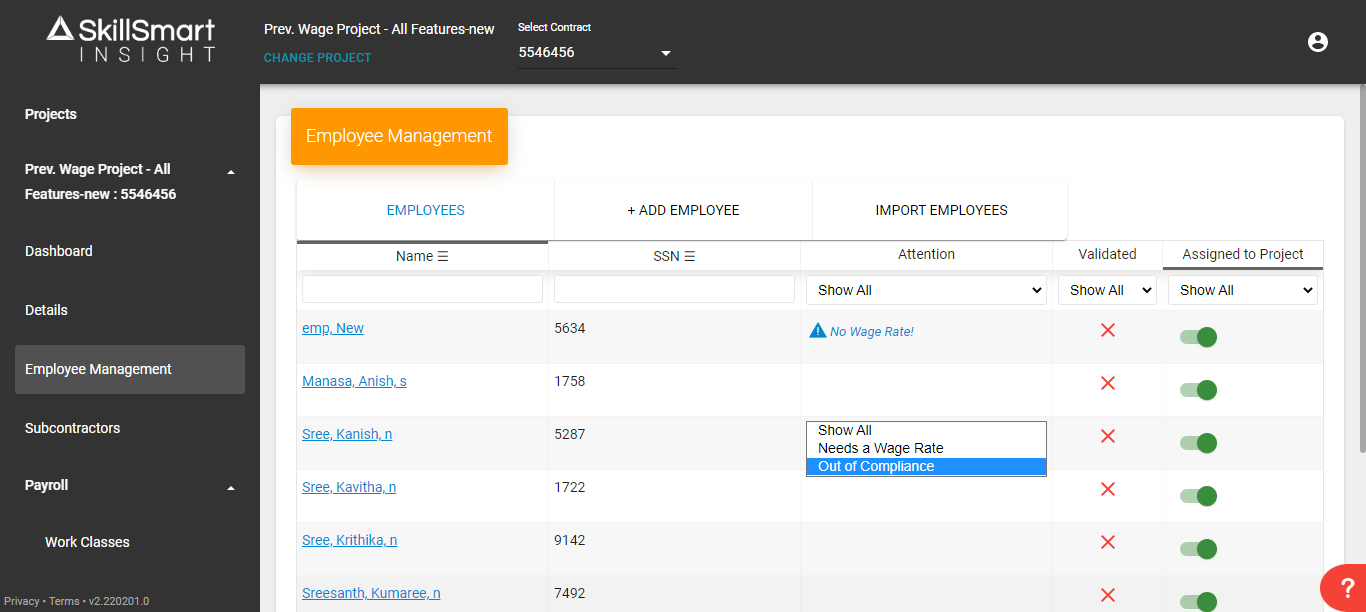 SkillSmart
INSIGHT
Prev. Wage Project - All Features-new
CHANGE PROJECT
Select Contract
5546456
Projects
Prev. Wage Project - All
Features-new : 5546456
Dashboard
Details
Employee Management
Subcontractors
Payroll
Work Classes
Privacy • Terms • v2.220201.0
Employee Management
EMPLOYEES
+ ADD EMPLOYEE
IMPORT EMPLOYEES
Name ☰ SSN ☰ Attention Validated Assigned to Project
Show All Show All Show All
emp, New 5634 No Wage Rate!
Manasa, Anish, s 1758
Sree, Kanish, n 5287
Show All
Needs a Wage Rate
Out of Compliance
Sree, Kavitha, n 1722
Sree, Krithika, n 9142
Sreesanth, Kumaree, n 7492
?